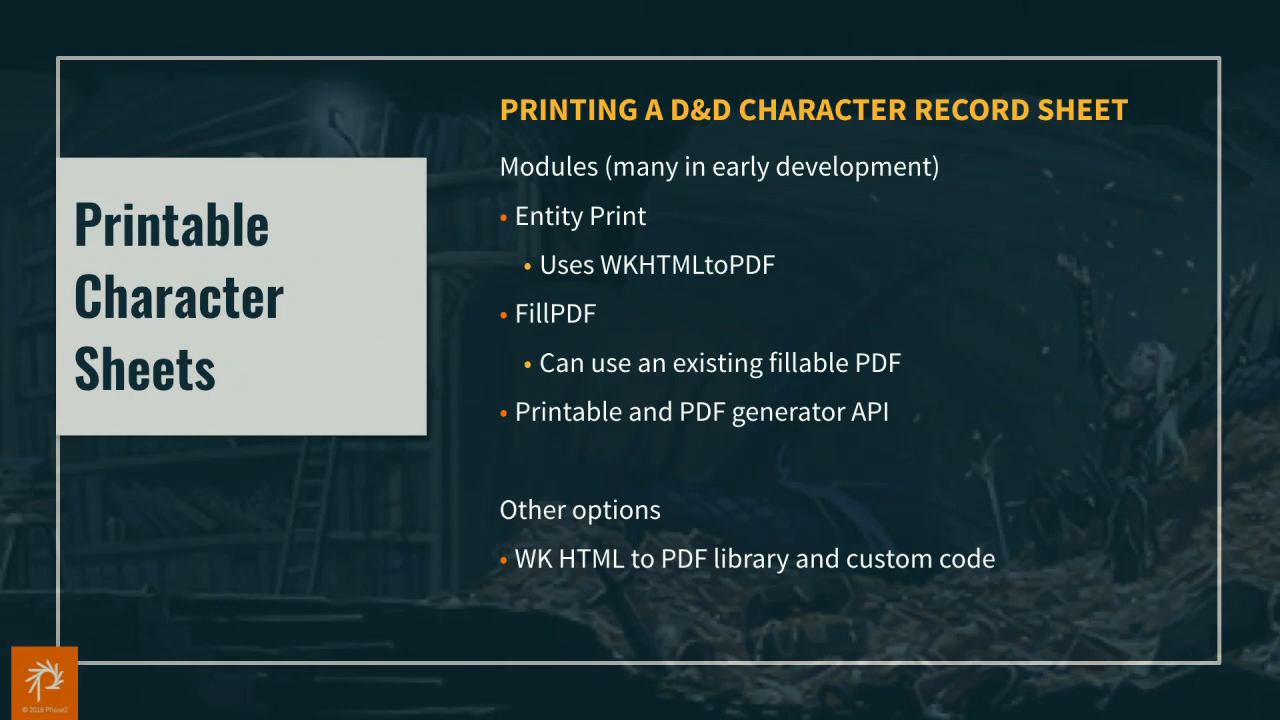 Printable
Character
Sheets
PRINTING A D&D CHARACTER RECORD SHEET
Modules (many in early development)
• Entity Print
• Uses WKHTMLtoPDF
• FillPDF
• Can use an existing fillable PDF
• Printable and PDF generator API
Other options
• WK HTML to PDF library and custom code
© 2016 Phase2